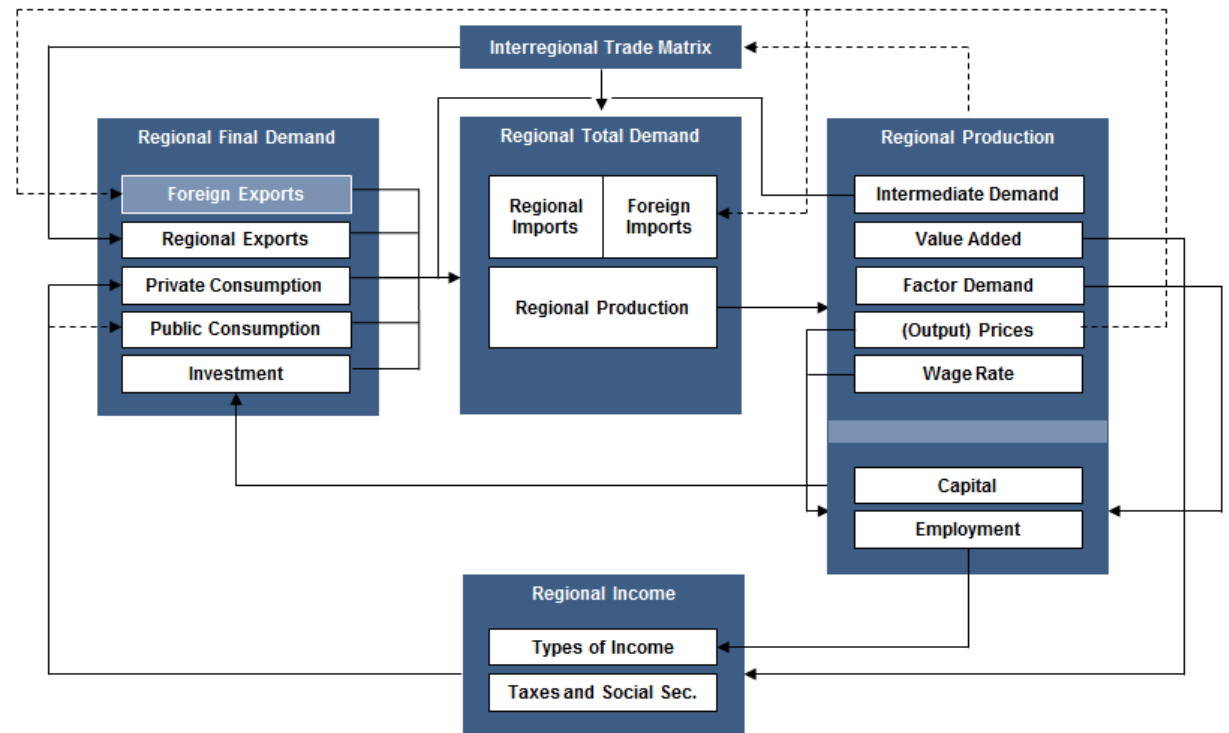 Interregional Trade Matrix
Regional Final Demand
Foreign Exports
Regional Exports
Private Consumption
Public Consumption
Investment
Regional Total Demand
Regional
Imports
Foreign
Imports
Regional Production
Regional Production
Intermediate Demand
Value Added
Factor Demand
(Output) Prices
Wage Rate
Capital
Employment
Regional Income
Types of Income
Taxes and Social Sec.